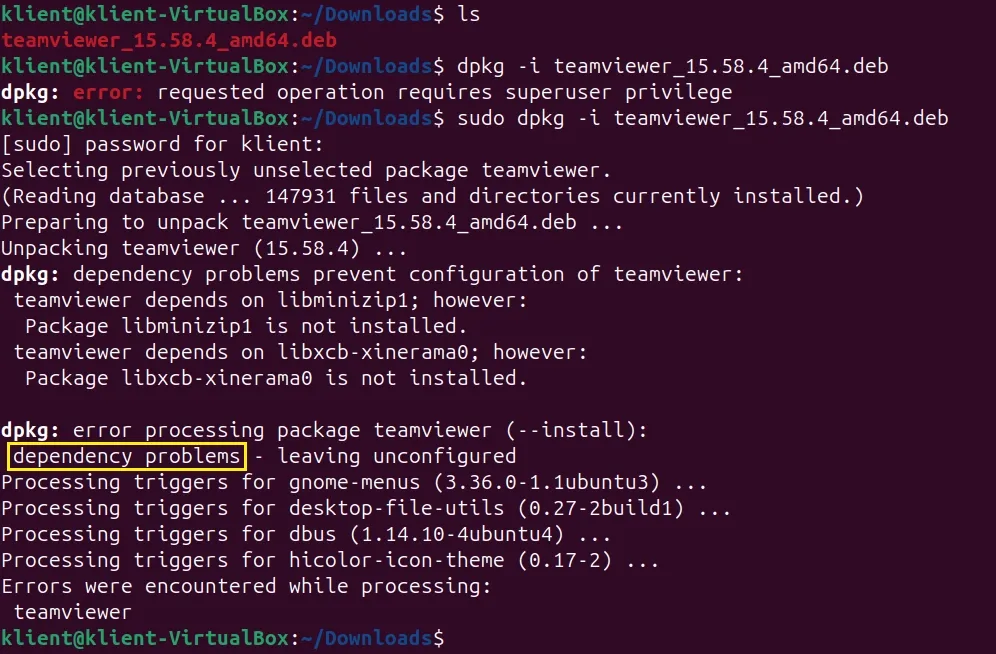 klient@klient-VirtualBox:~/Downloads$ ls
teamviewer_15.58.4_amd64.deb
klient@klient-VirtualBox:~/Downloads$ dpkg -i teamviewer_15.58.4_amd64.deb
dpkg: error: requested operation requires superuser privilege
klient@klient-VirtualBox:~/Downloads$ sudo dpkg -i teamviewer_15.58.4_amd64.deb
[sudo] password for klient:
Selecting previously unselected package teamviewer.
(Reading database ... 147931 files and directories currently installed.)
Preparing to unpack teamviewer_15.58.4_amd64.deb ...
Unpacking teamviewer (15.58.4) ...
dpkg: dependency problems prevent configuration of teamviewer:
 teamviewer depends on libminizip1; however:
  Package libminizip1 is not installed.
 teamviewer depends on libxcb-xinerama0; however:
  Package libxcb-xinerama0 is not installed.

dpkg: error processing package teamviewer (--install):
 dependency problems - leaving unconfigured
Processing triggers for gnome-menus (3.36.0-1.1ubuntu3) ...
Processing triggers for desktop-file-utils (0.27-2build1) ...
Processing triggers for dbus (1.14.10-4ubuntu4) ...
Processing triggers for hicolor-icon-theme (0.17-2) ...
Errors were encountered while processing:
 teamviewer
klient@klient-VirtualBox:~/Downloads$